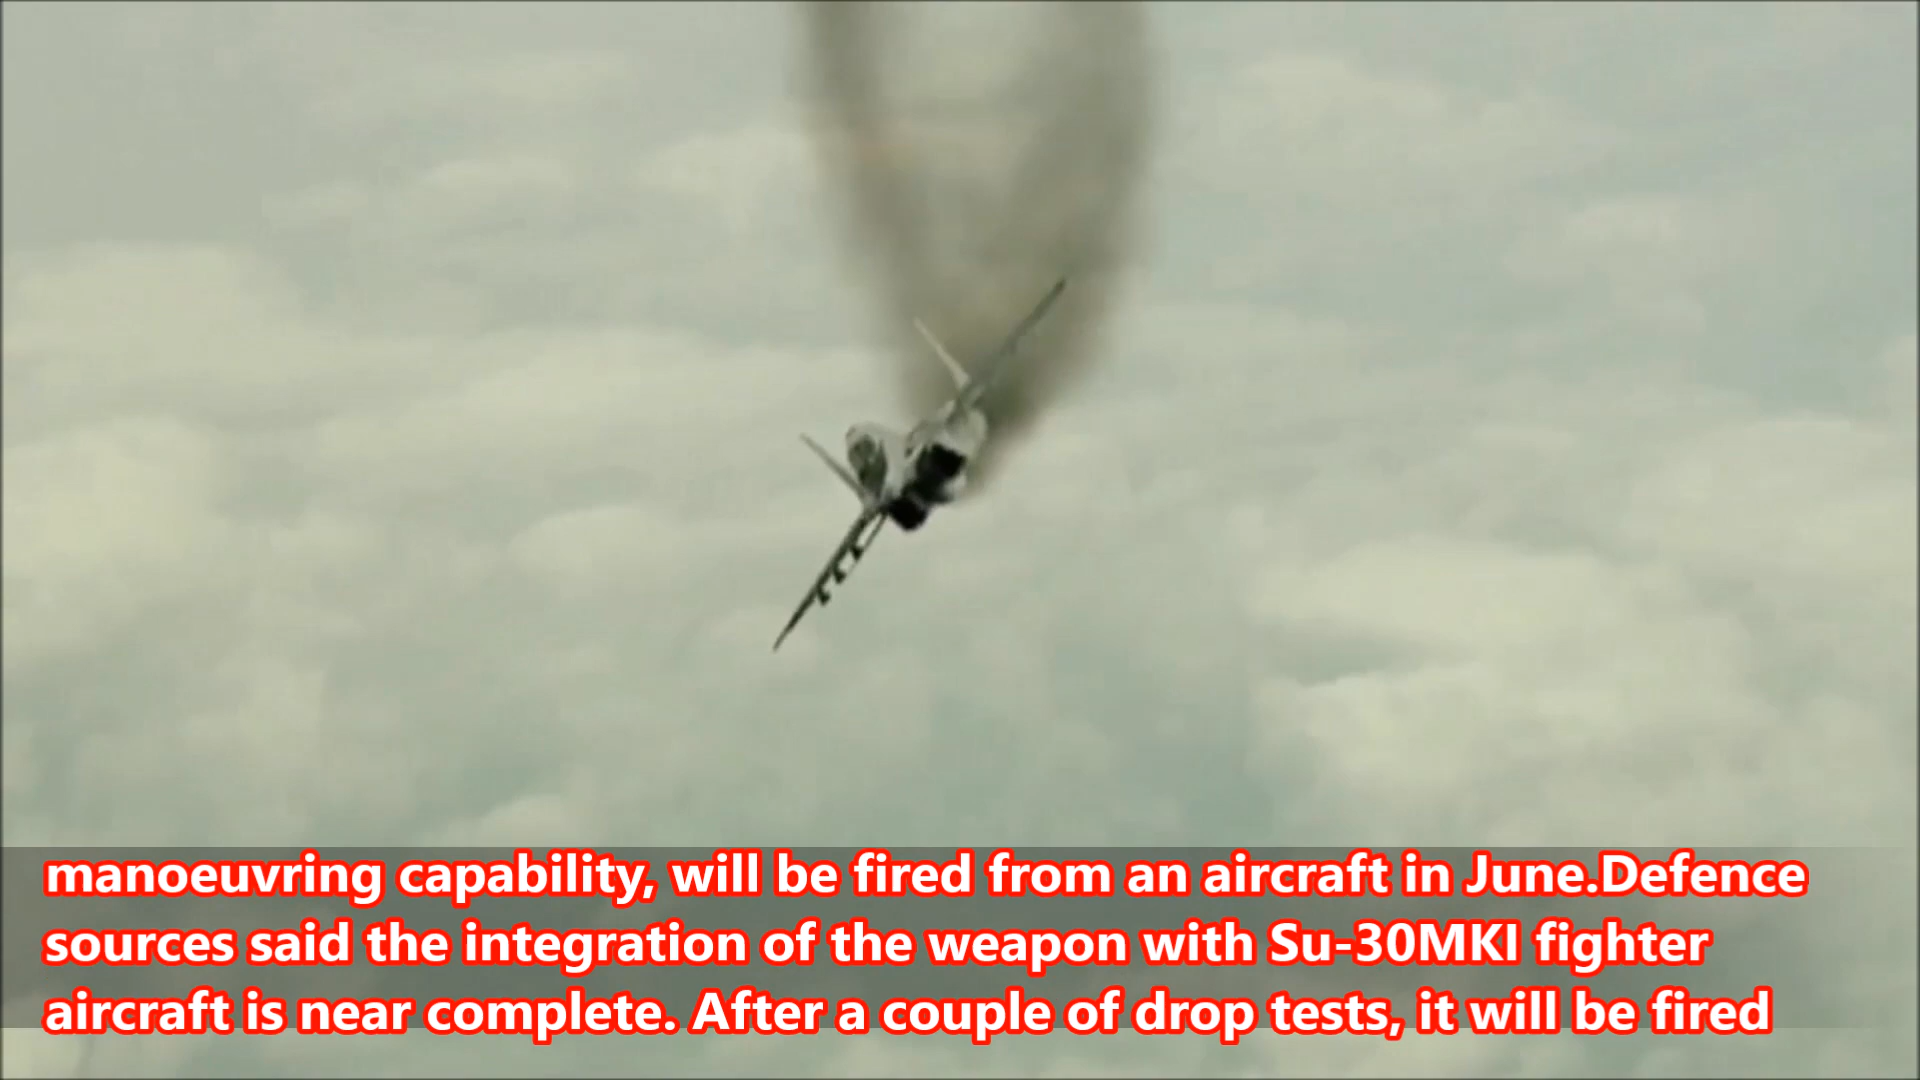 manoeuvring capability, will be fired from an aircraft in June.Defence
sources said the integration of the weapon with Su-30MKI fighter
aircraft is near complete. After a couple of drop tests, it will be fired